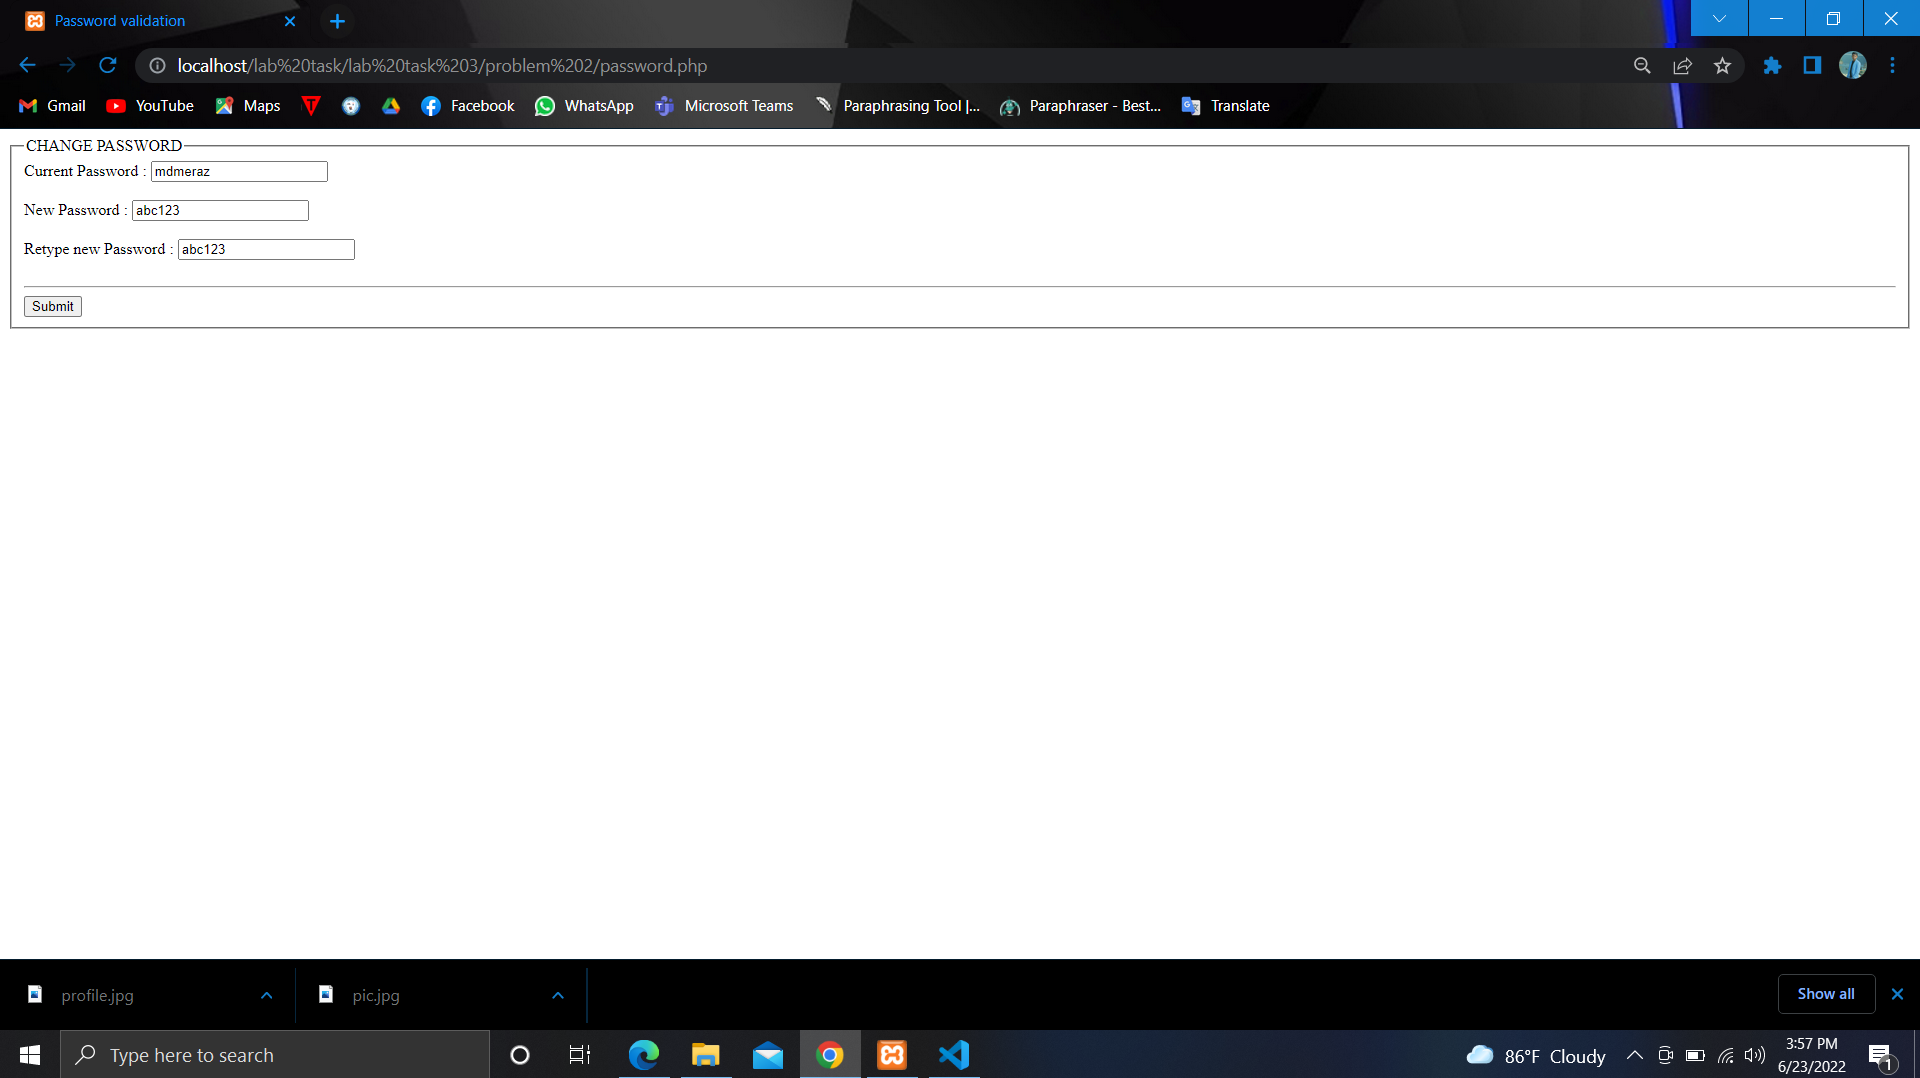 Password validation
localhost/lab%20task/lab%20task%203/problem%202/password.php
Gmail YouTube Maps Facebook WhatsApp Microsoft Teams Paraphrasing Tool |... Paraphraser - Best... Translate
CHANGE PASSWORD
Current Password : mdmeraz
New Password : abc123
Retype new Password : abc123
Submit
profile.jpg pic.jpg Show all
Type here to search 86°F Cloudy 3:57 PM
6/23/2022 1